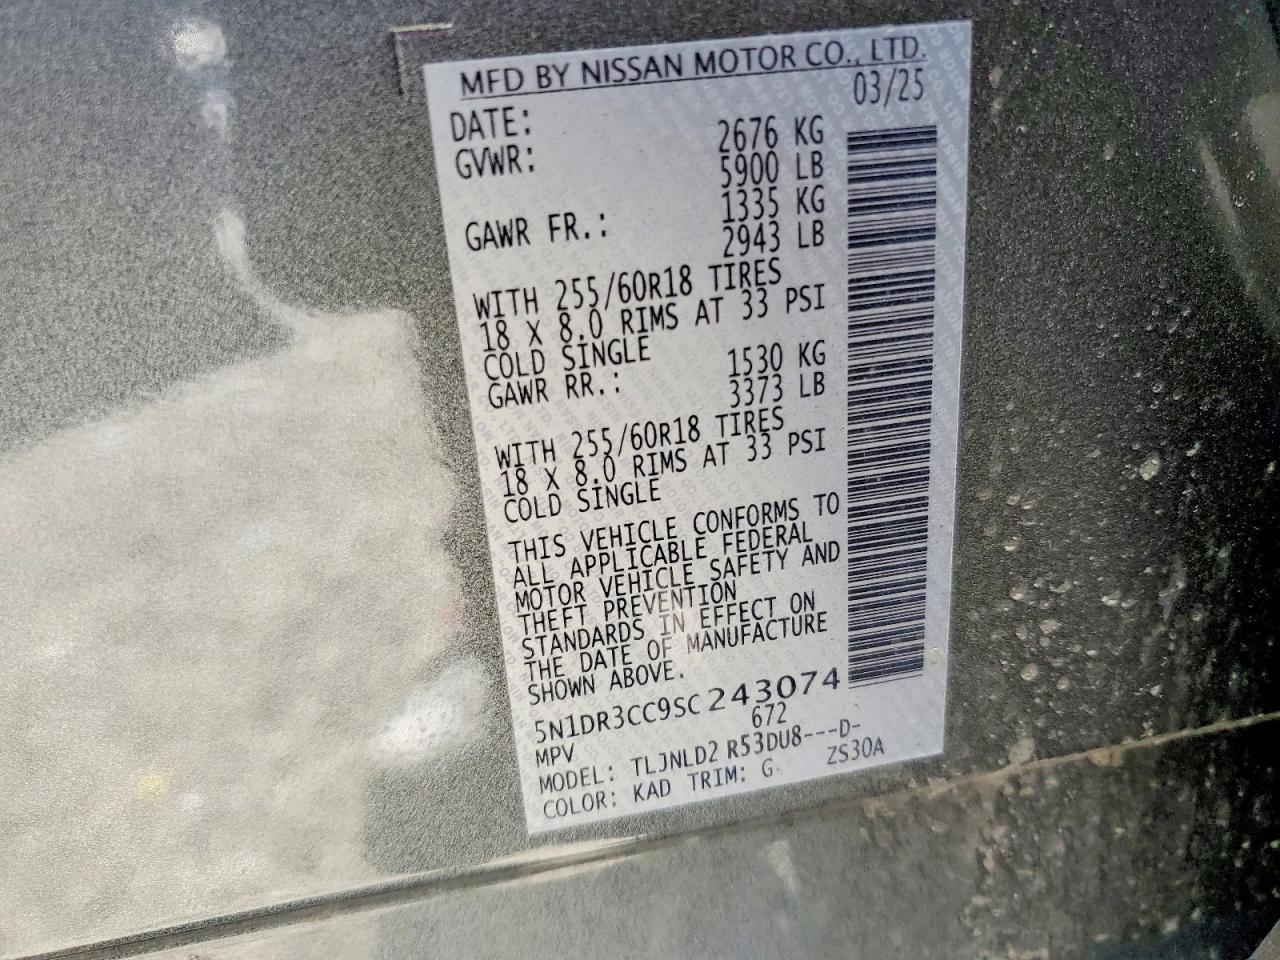 MFD BY NISSAN MOTOR CO., LTD.
DATE: 03/25
GVWR: 2676 KG
5900 LB
GAWR FR.: 1335 KG
2943 LB
WITH 255/60R18 TIRES
18 X 8.0 RIMS AT 33 PSI
COLD SINGLE
GAWR RR.: 1530 KG
3373 LB
WITH 255/60R18 TIRES
18 X 8.0 RIMS AT 33 PSI
COLD SINGLE
THIS VEHICLE CONFORMS TO
ALL APPLICABLE FEDERAL
MOTOR VEHICLE SAFETY AND
THEFT PREVENTION
STANDARDS IN EFFECT ON
THE DATE OF MANUFACTURE
SHOWN ABOVE.
5N1DR3CC9SC243074
MPV 672
MODEL: TLJNLD2 R53DU8---D-
COLOR: KAD TRIM: G ZS30A